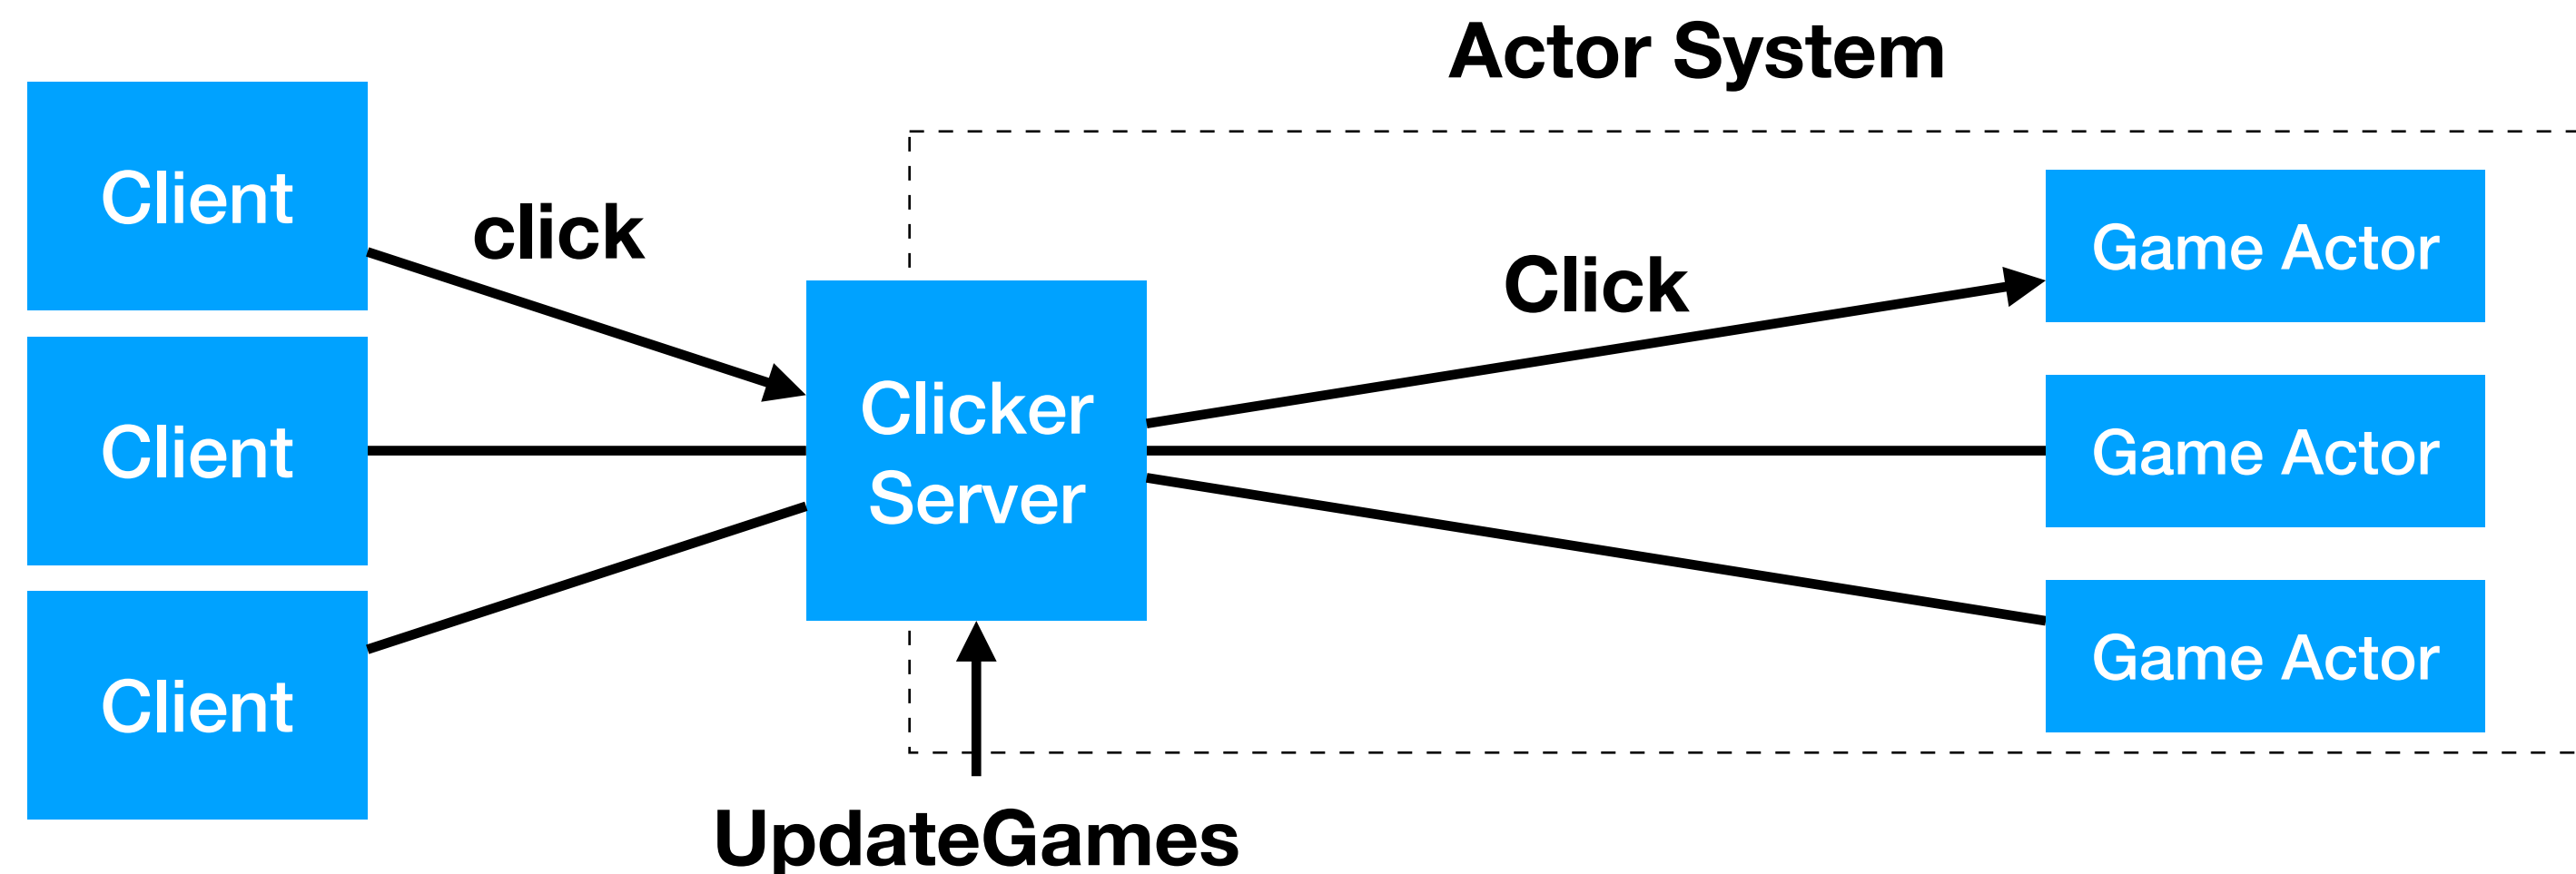 Actor System
Client
click
Click
Game Actor
Client
Clicker
Server
Game Actor
Client
Game Actor
UpdateGames